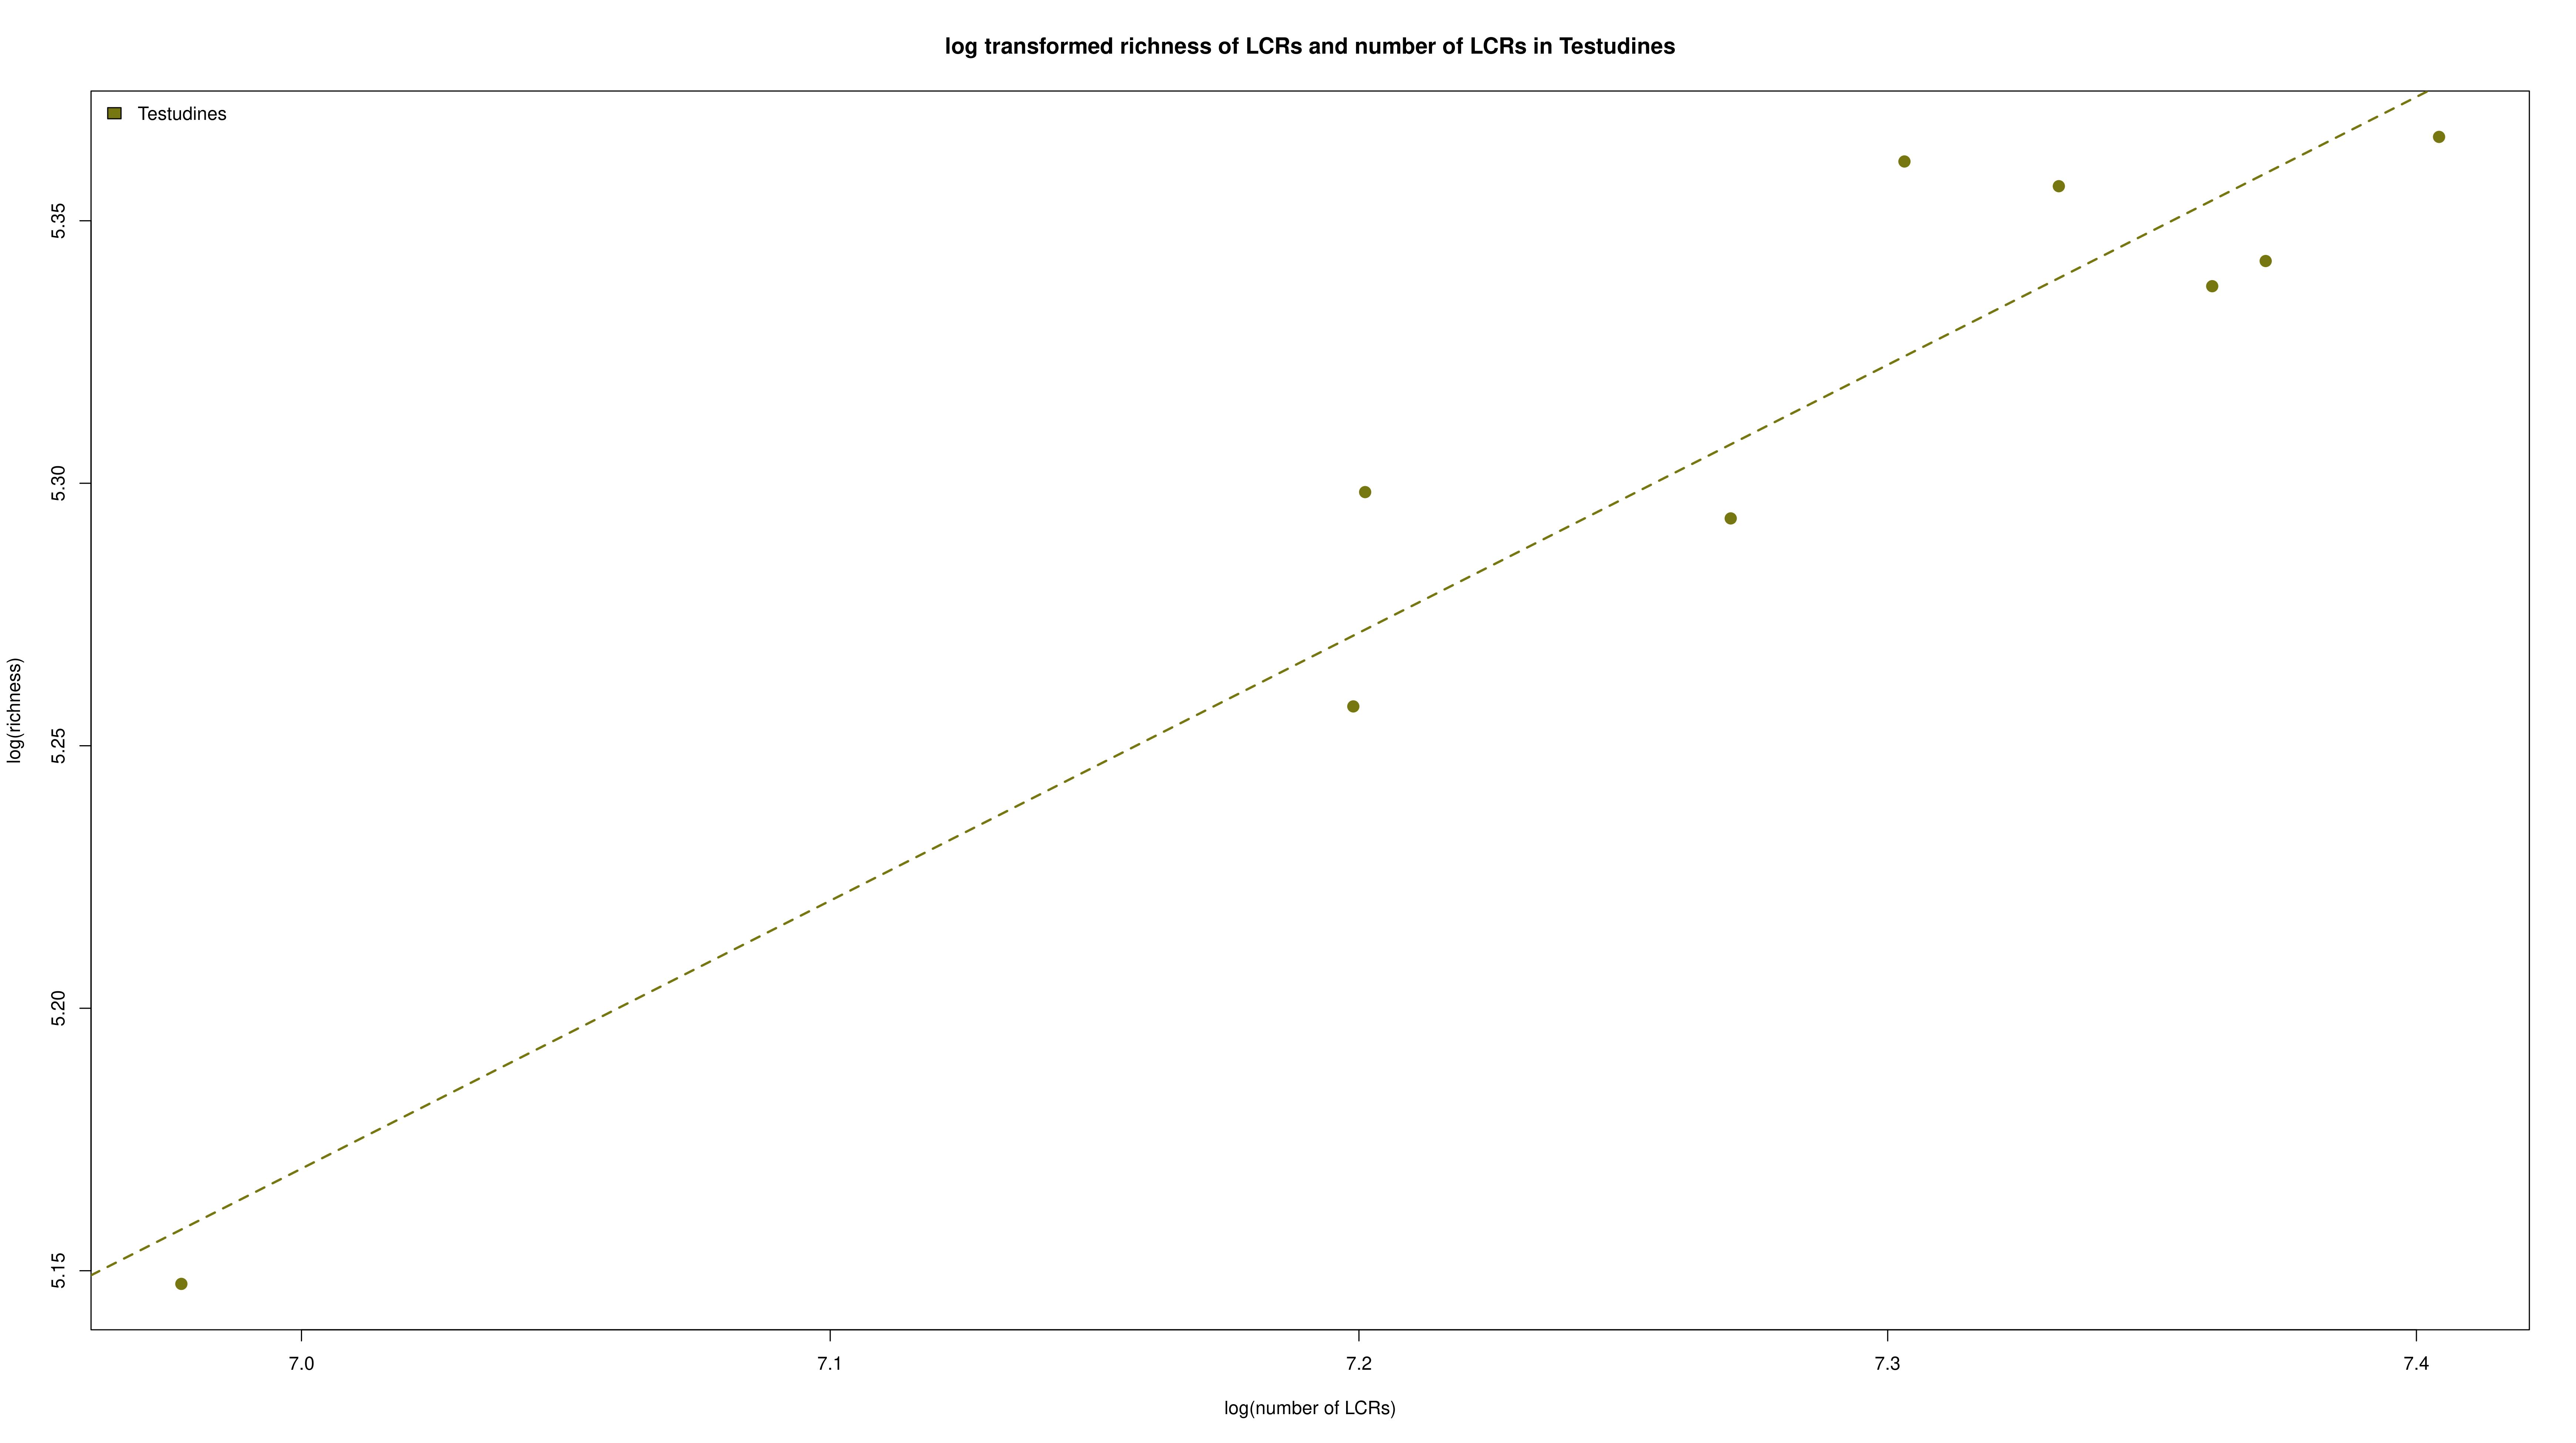 log transformed richness of LCRs and number of LCRs in Testudines
Testudines
log(richness)
5.35
5.30
5.25
5.20
5.15
7.0 7.1 7.2 7.3 7.4
log(number of LCRs)